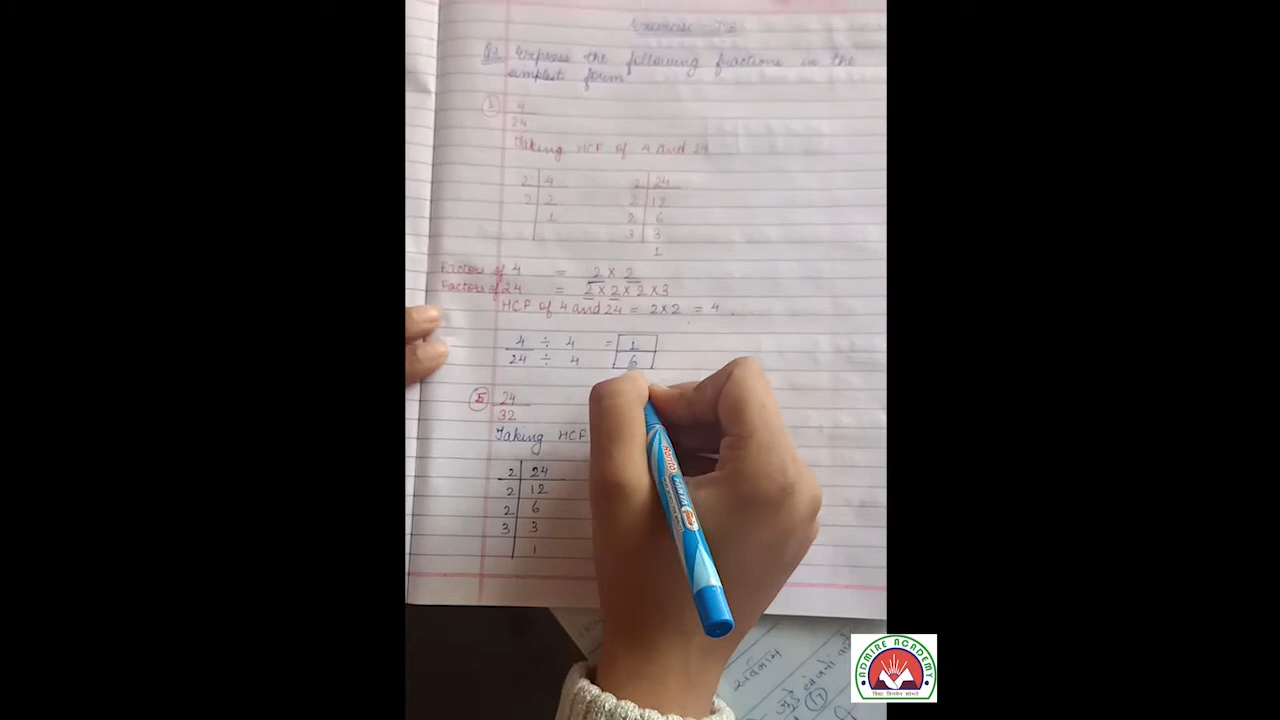 Exercise
Q1. Express the following fractions in the
simplest form
4
24
Taking HCF of 4 and 24
2 4 2 24
2 2 2 12
1 2 6
3 3
1
Factors of 4 = 2 × 2
Factors of 24 = 2 × 2 × 2 × 3
HCF of 4 and 24 = 2×2 = 4
4 ÷ 4 = 1
24 ÷ 4 6
24
32
Taking HCF
2 24
2 12
2 6
3 3
1
ADMIRE ACADEMY